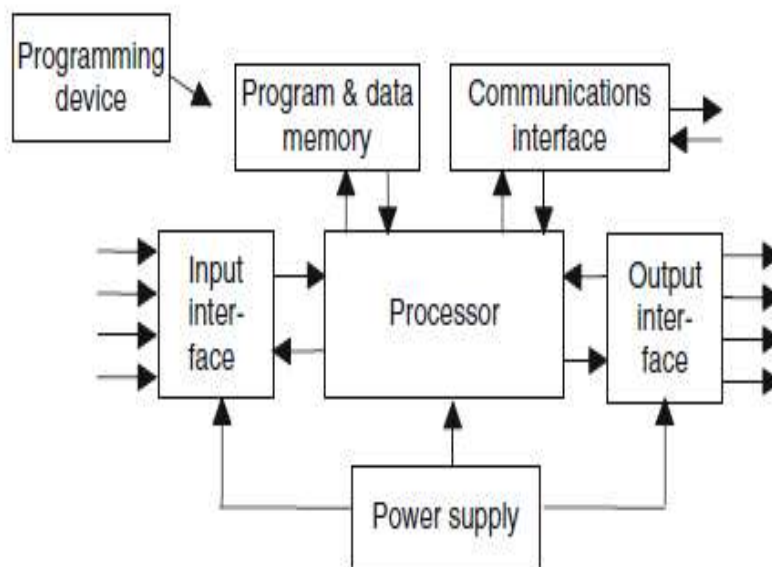 Programming
device
Program & data
memory
Communications
interface
Input
inter-
face
Processor
Output
inter-
face
Power supply